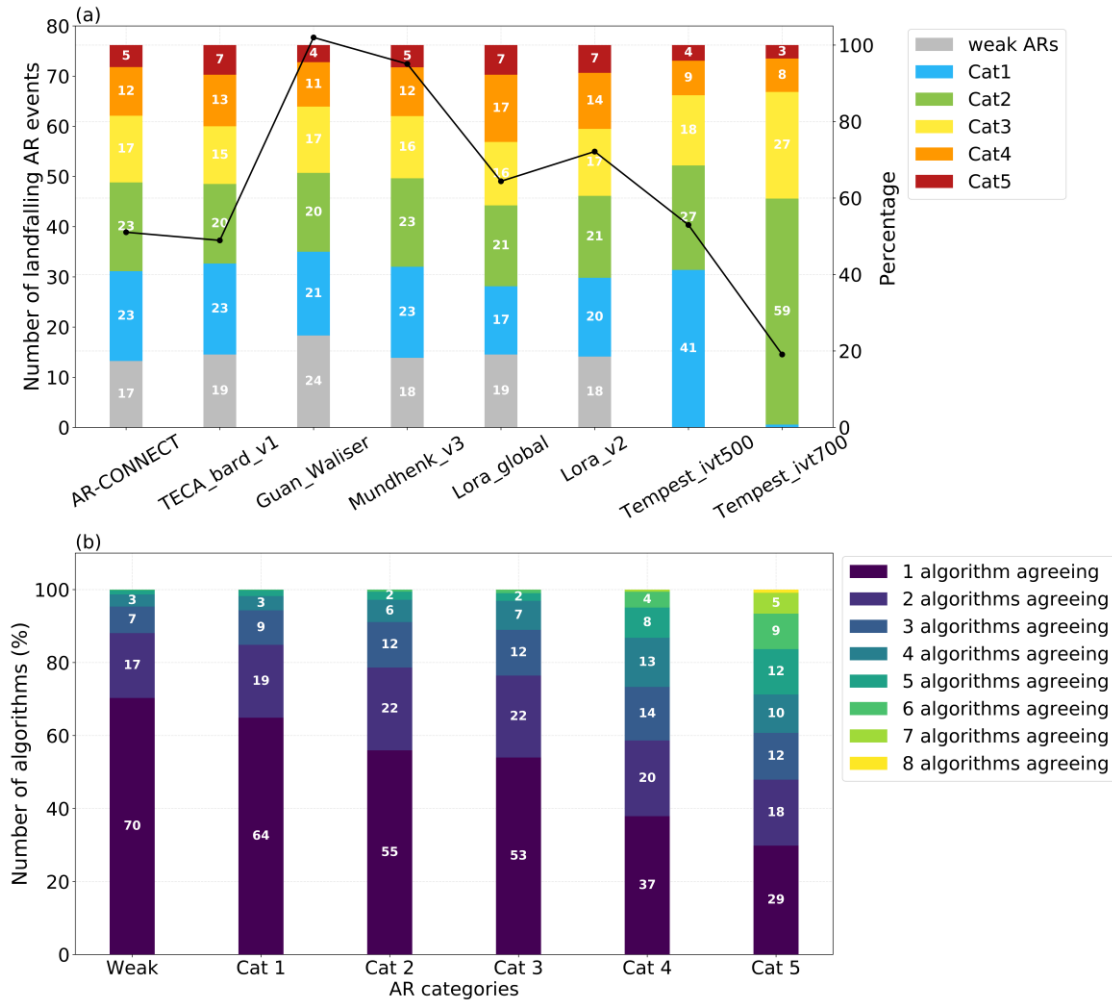 (a)
80
70
60
50
40
30
20
10
0
Number of landfalling AR events
5 7 4 5 7 7 4 3
12 13 11 12 17 14 9 8
17 15 17 16 16 17 18 27
23 20 20 23 21 21 27 59
23 23 21 23 17 20 41
17 19 24 18 19 18
100
80
60
40
20
0
Percentage
AR-CONNECT
TECA_bard_v1
Guan_Waliser
Mundhenk_v3
Lora_global
Lora_v2
Tempest_ivt500
Tempest_ivt700
weak ARs
Cat1
Cat2
Cat3
Cat4
Cat5
(b)
100
80
60
40
20
0
Number of algorithms (%)
3 7 17 70
3 9 19 64
2 6 12 22 55
2 7 12 22 53
4 8 13 14 20 37
5 9 12 10 12 18 29
Weak Cat 1 Cat 2 Cat 3 Cat 4 Cat 5
AR categories
1 algorithm agreeing
2 algorithms agreeing
3 algorithms agreeing
4 algorithms agreeing
5 algorithms agreeing
6 algorithms agreeing
7 algorithms agreeing
8 algorithms agreeing